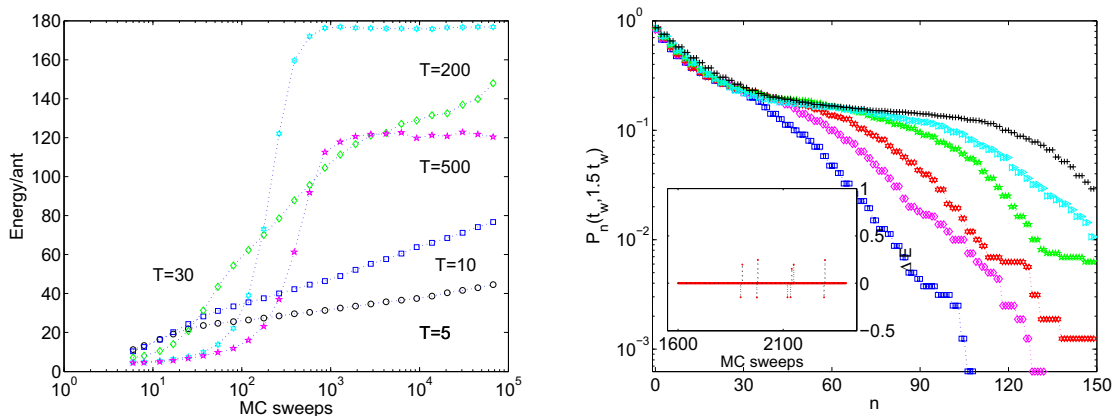 180
160
140
120
100
80
60
40
20
0
Energy/ant
T=200
T=500
T=30
T=10
T=5
10^0
10^1
10^2
10^3
10^4
10^5
MC sweeps
10^0
10^-1
10^-2
10^-3
P_n(t_w,1.5 t_w)
1
0.5
0
−0.5
ΔE
1600
2100
MC sweeps
0
30
60
90
120
150
n